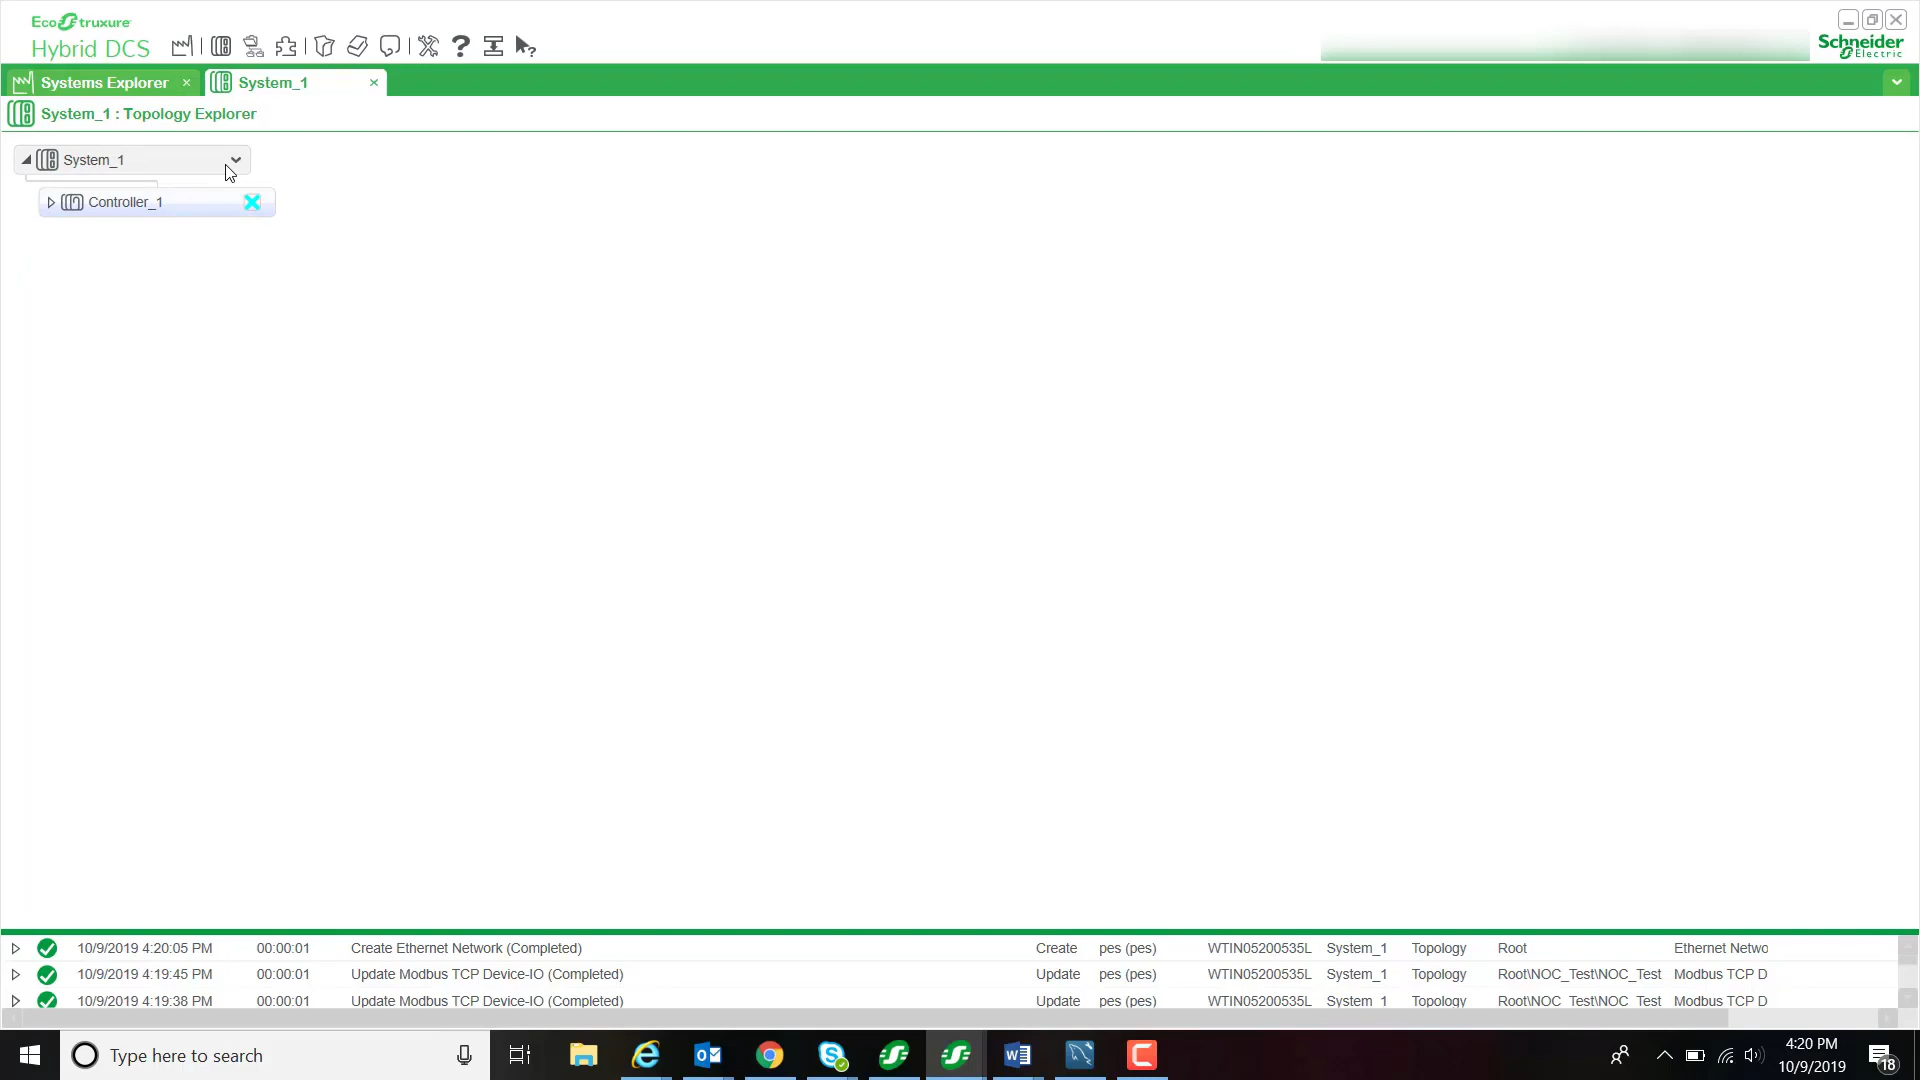 EcoStruxure
Hybrid DCS
Schneider
Electric
Systems Explorer
System_1
System_1 : Topology Explorer
System_1
Controller_1
10/9/2019 4:20:05 PM 00:00:01 Create Ethernet Network (Completed) Create pes (pes) WTIN05200535L System_1 Topology Root Ethernet Netwo
10/9/2019 4:19:45 PM 00:00:01 Update Modbus TCP Device-IO (Completed) Update pes (pes) WTIN05200535L System_1 Topology Root\NOC_Test\NOC_Test Modbus TCP D
10/9/2019 4:19:38 PM 00:00:01 Update Modbus TCP Device-IO (Completed) Update pes (pes) WTIN05200535L System_1 Topology Root\NOC_Test\NOC_Test Modbus TCP D
Type here to search
4:20 PM
10/9/2019
18